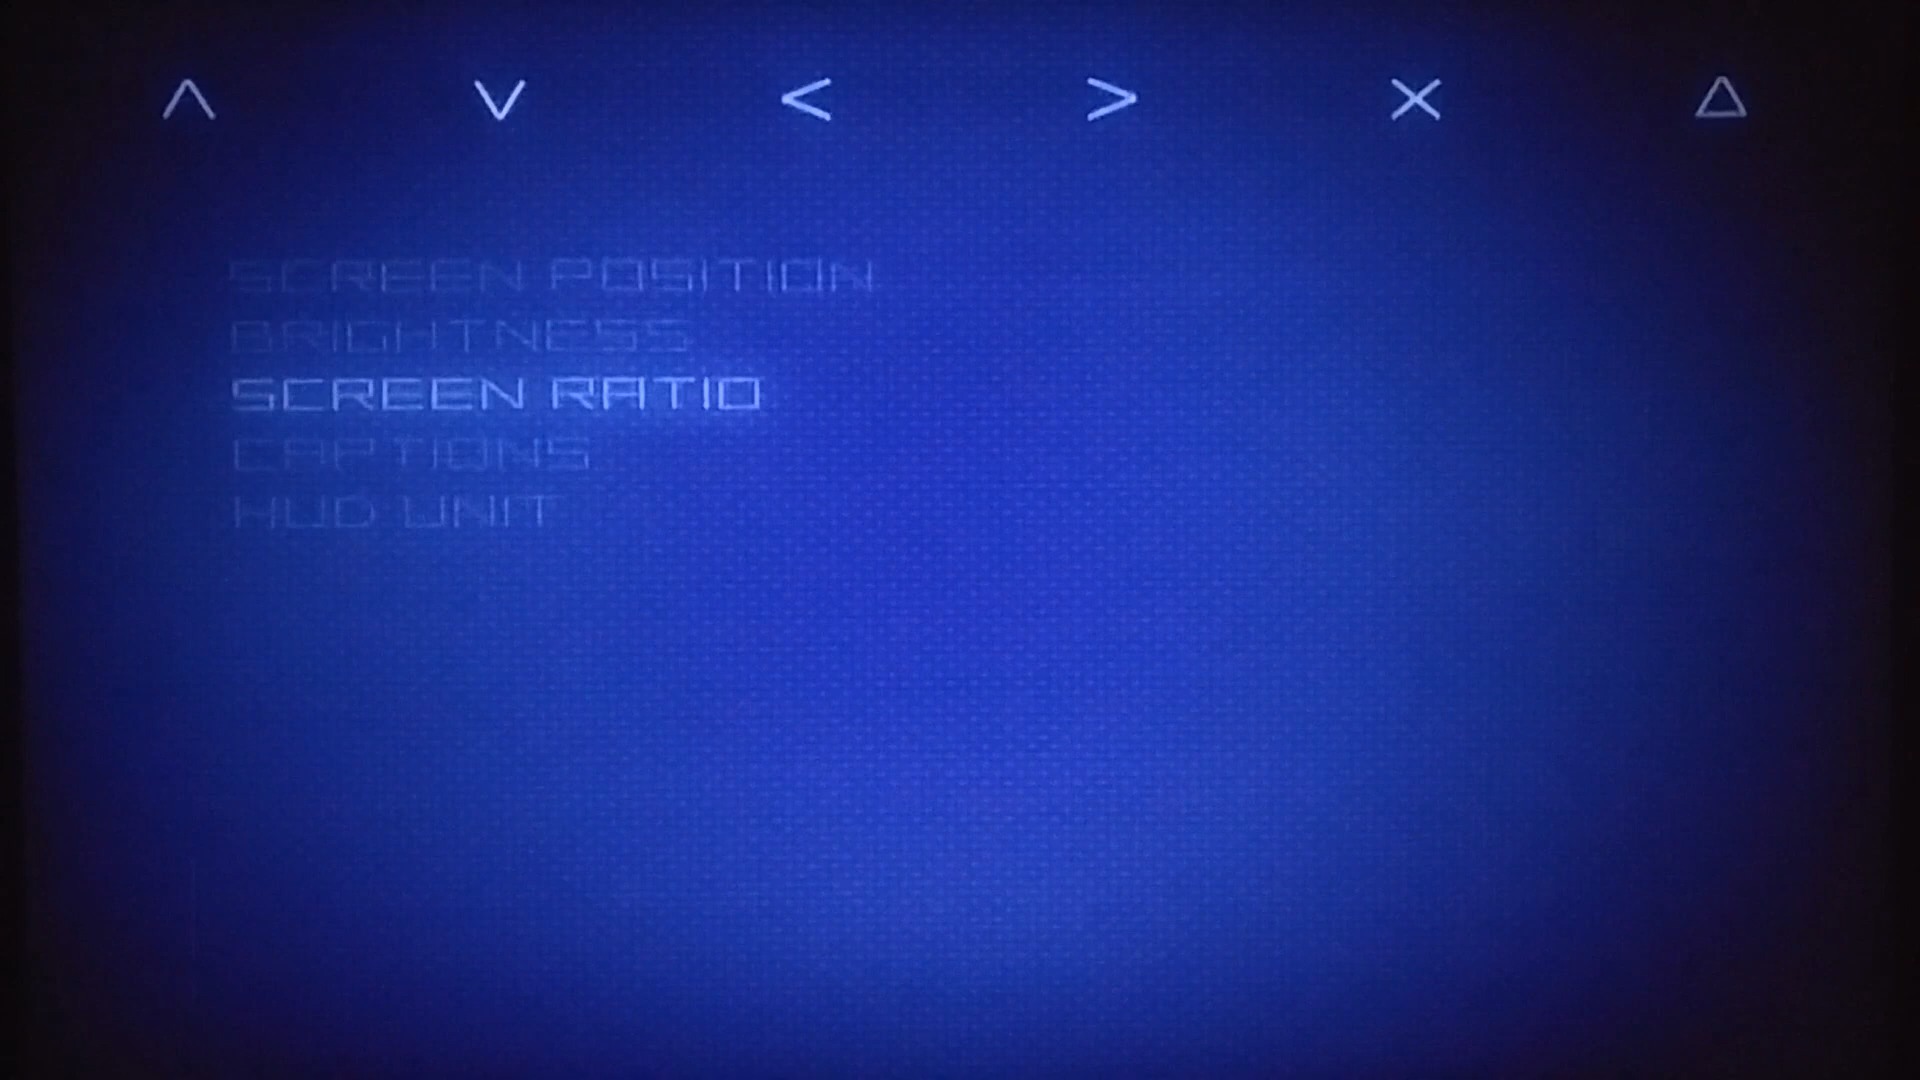 SCREEN POSITION
BRIGHTNESS
SCREEN RATIO
CAPTIONS
HUD UNIT